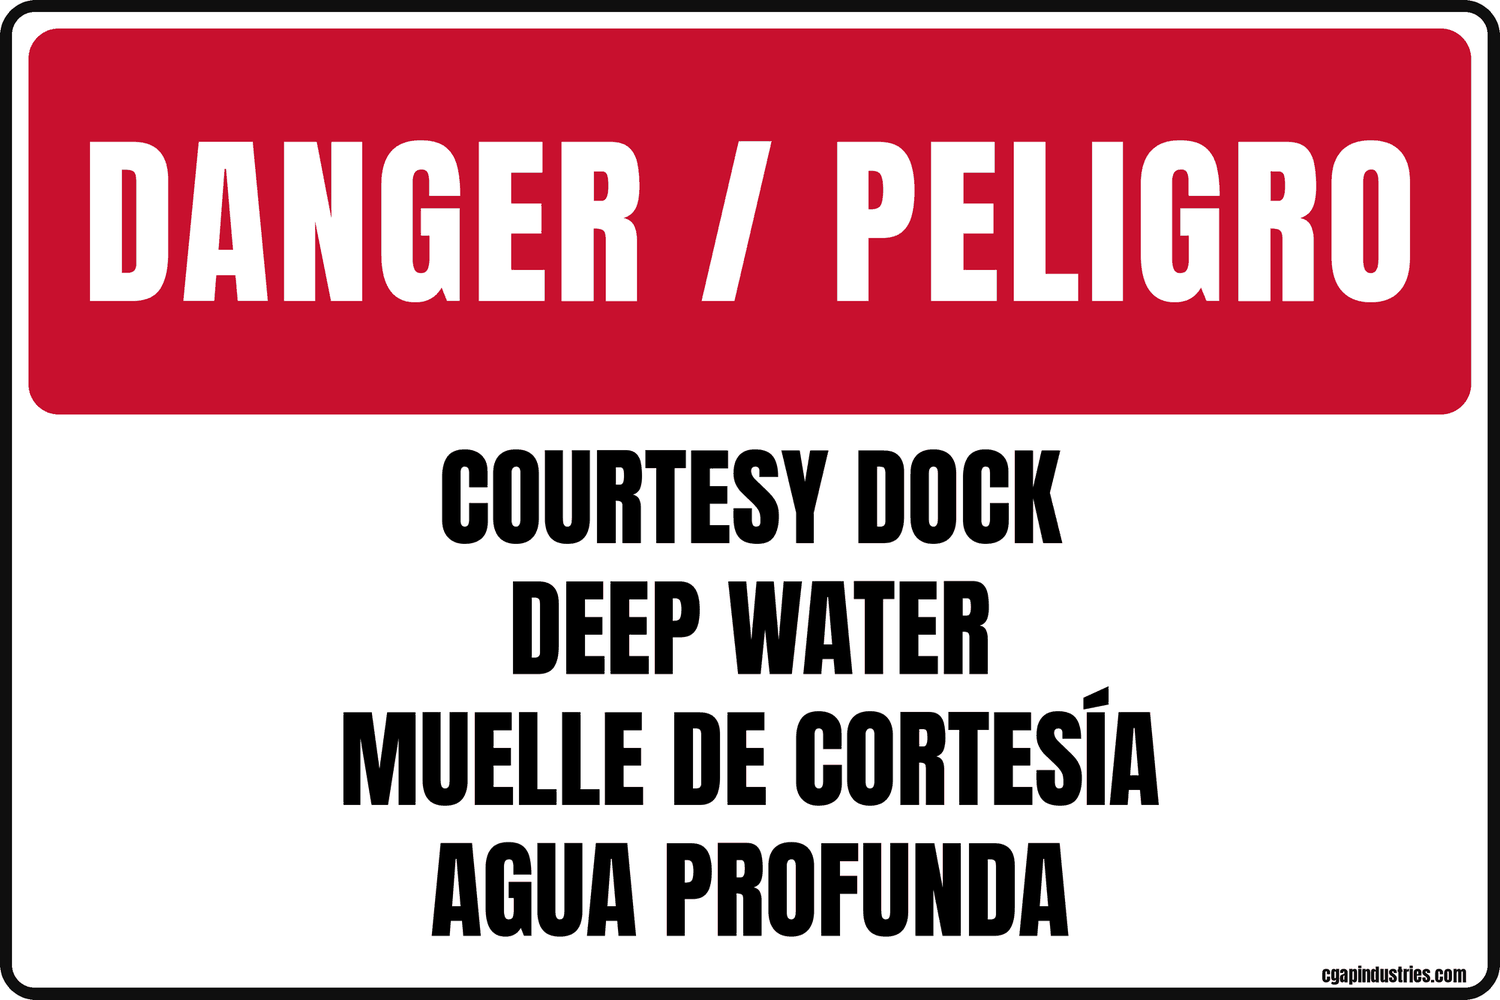 DANGER / PELIGRO
COURTESY DOCK
DEEP WATER
MUELLE DE CORTESÍA
AGUA PROFUNDA
cgapindustries.com